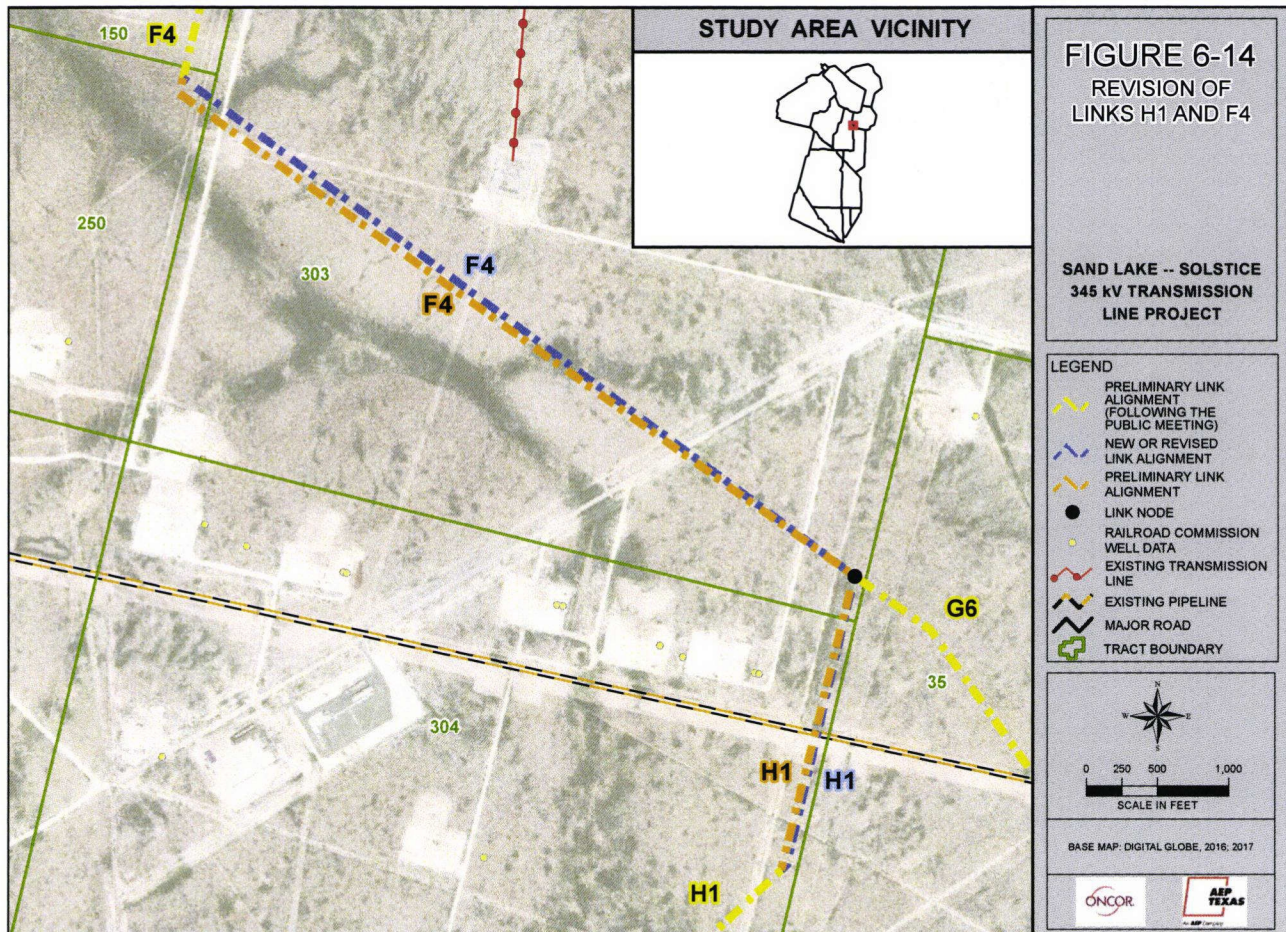 150
F4
250
303
F4
F4
G6
35
304
H1
H1
H1
STUDY AREA VICINITY
FIGURE 6-14
REVISION OF
LINKS H1 AND F4
SAND LAKE -- SOLSTICE
345 kV TRANSMISSION
LINE PROJECT
LEGEND
PRELIMINARY LINK
ALIGNMENT
(FOLLOWING THE
PUBLIC MEETING)
NEW OR REVISED
LINK ALIGNMENT
PRELIMINARY LINK
ALIGNMENT
LINK NODE
RAILROAD COMMISSION
WELL DATA
EXISTING TRANSMISSION
LINE
EXISTING PIPELINE
MAJOR ROAD
TRACT BOUNDARY
N
W E
S
0 250 500 1,000
SCALE IN FEET
BASE MAP: DIGITAL GLOBE, 2016; 2017
ONCOR
AEP
TEXAS
An AEP Company